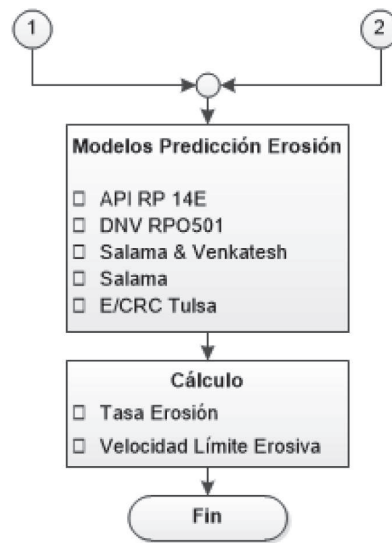 1
2
Modelos Predicción Erosión
API RP 14E
DNV RPO501
Salama & Venkatesh
Salama
E/CRC Tulsa
Cálculo
Tasa Erosión
Velocidad Límite Erosiva
Fin